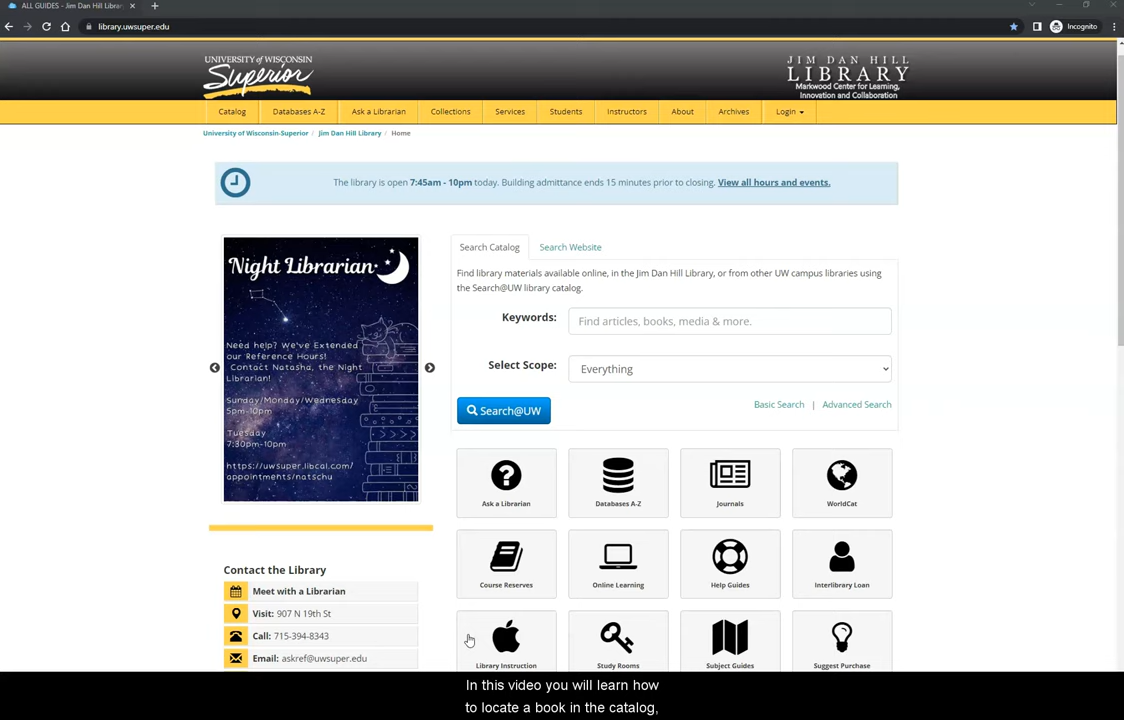 ALL GUIDES - Jim Dan Hill Librar
library.uwsuper.edu
Incognito
UNIVERSITY OF WISCONSIN
Superior
JIM DAN HILL
LIBRARY
Markwood Center for Learning,
Innovation and Collaboration
Catalog
Databases A-Z
Ask a Librarian
Collections
Services
Students
Instructors
About
Archives
Login
University of Wisconsin-Superior / Jim Dan Hill Library / Home
The library is open 7:45am - 10pm today. Building admittance ends 15 minutes prior to closing. View all hours and events.
Night Librarian
Need help? We've Extended
our Reference Hours!
Contact Natasha, the Night
Librarian!
Sunday/Monday/Wednesday
5pm-10pm
Tuesday
7:30pm-10pm
https://uwsuper.libcal.com/
appointments/natschu
Search Catalog
Search Website
Find library materials available online, in the Jim Dan Hill Library, or from other UW campus libraries using
the Search@UW library catalog.
Keywords:
Find articles, books, media & more.
Select Scope:
Everything
Search@UW
Basic Search | Advanced Search
Ask a Librarian
Databases A-Z
Journals
WorldCat
Course Reserves
Online Learning
Help Guides
Interlibrary Loan
Library Instruction
Study Rooms
Subject Guides
Suggest Purchase
Contact the Library
Meet with a Librarian
Visit: 907 N 19th St
Call: 715-394-8343
Email: askref@uwsuper.edu
In this video you will learn how
to locate a book in the catalog,